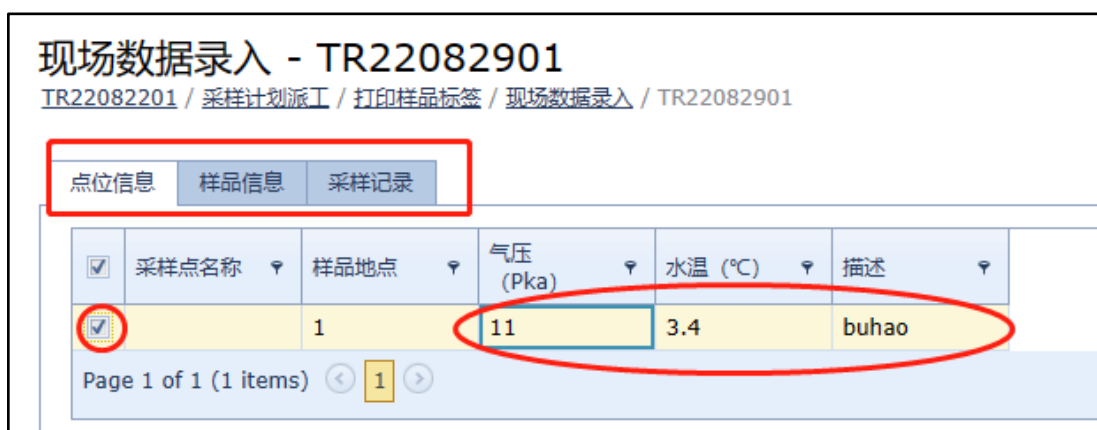 现场数据录入 - TR22082901
TR22082201 / 采样计划派工 / 打印样品标签 / 现场数据录入 / TR22082901
点位信息 样品信息 采样记录
采样点名称 样品地点 气压 (Pka) 水温 (℃) 描述
1 11 3.4 buhao
Page 1 of 1 (1 items) 1